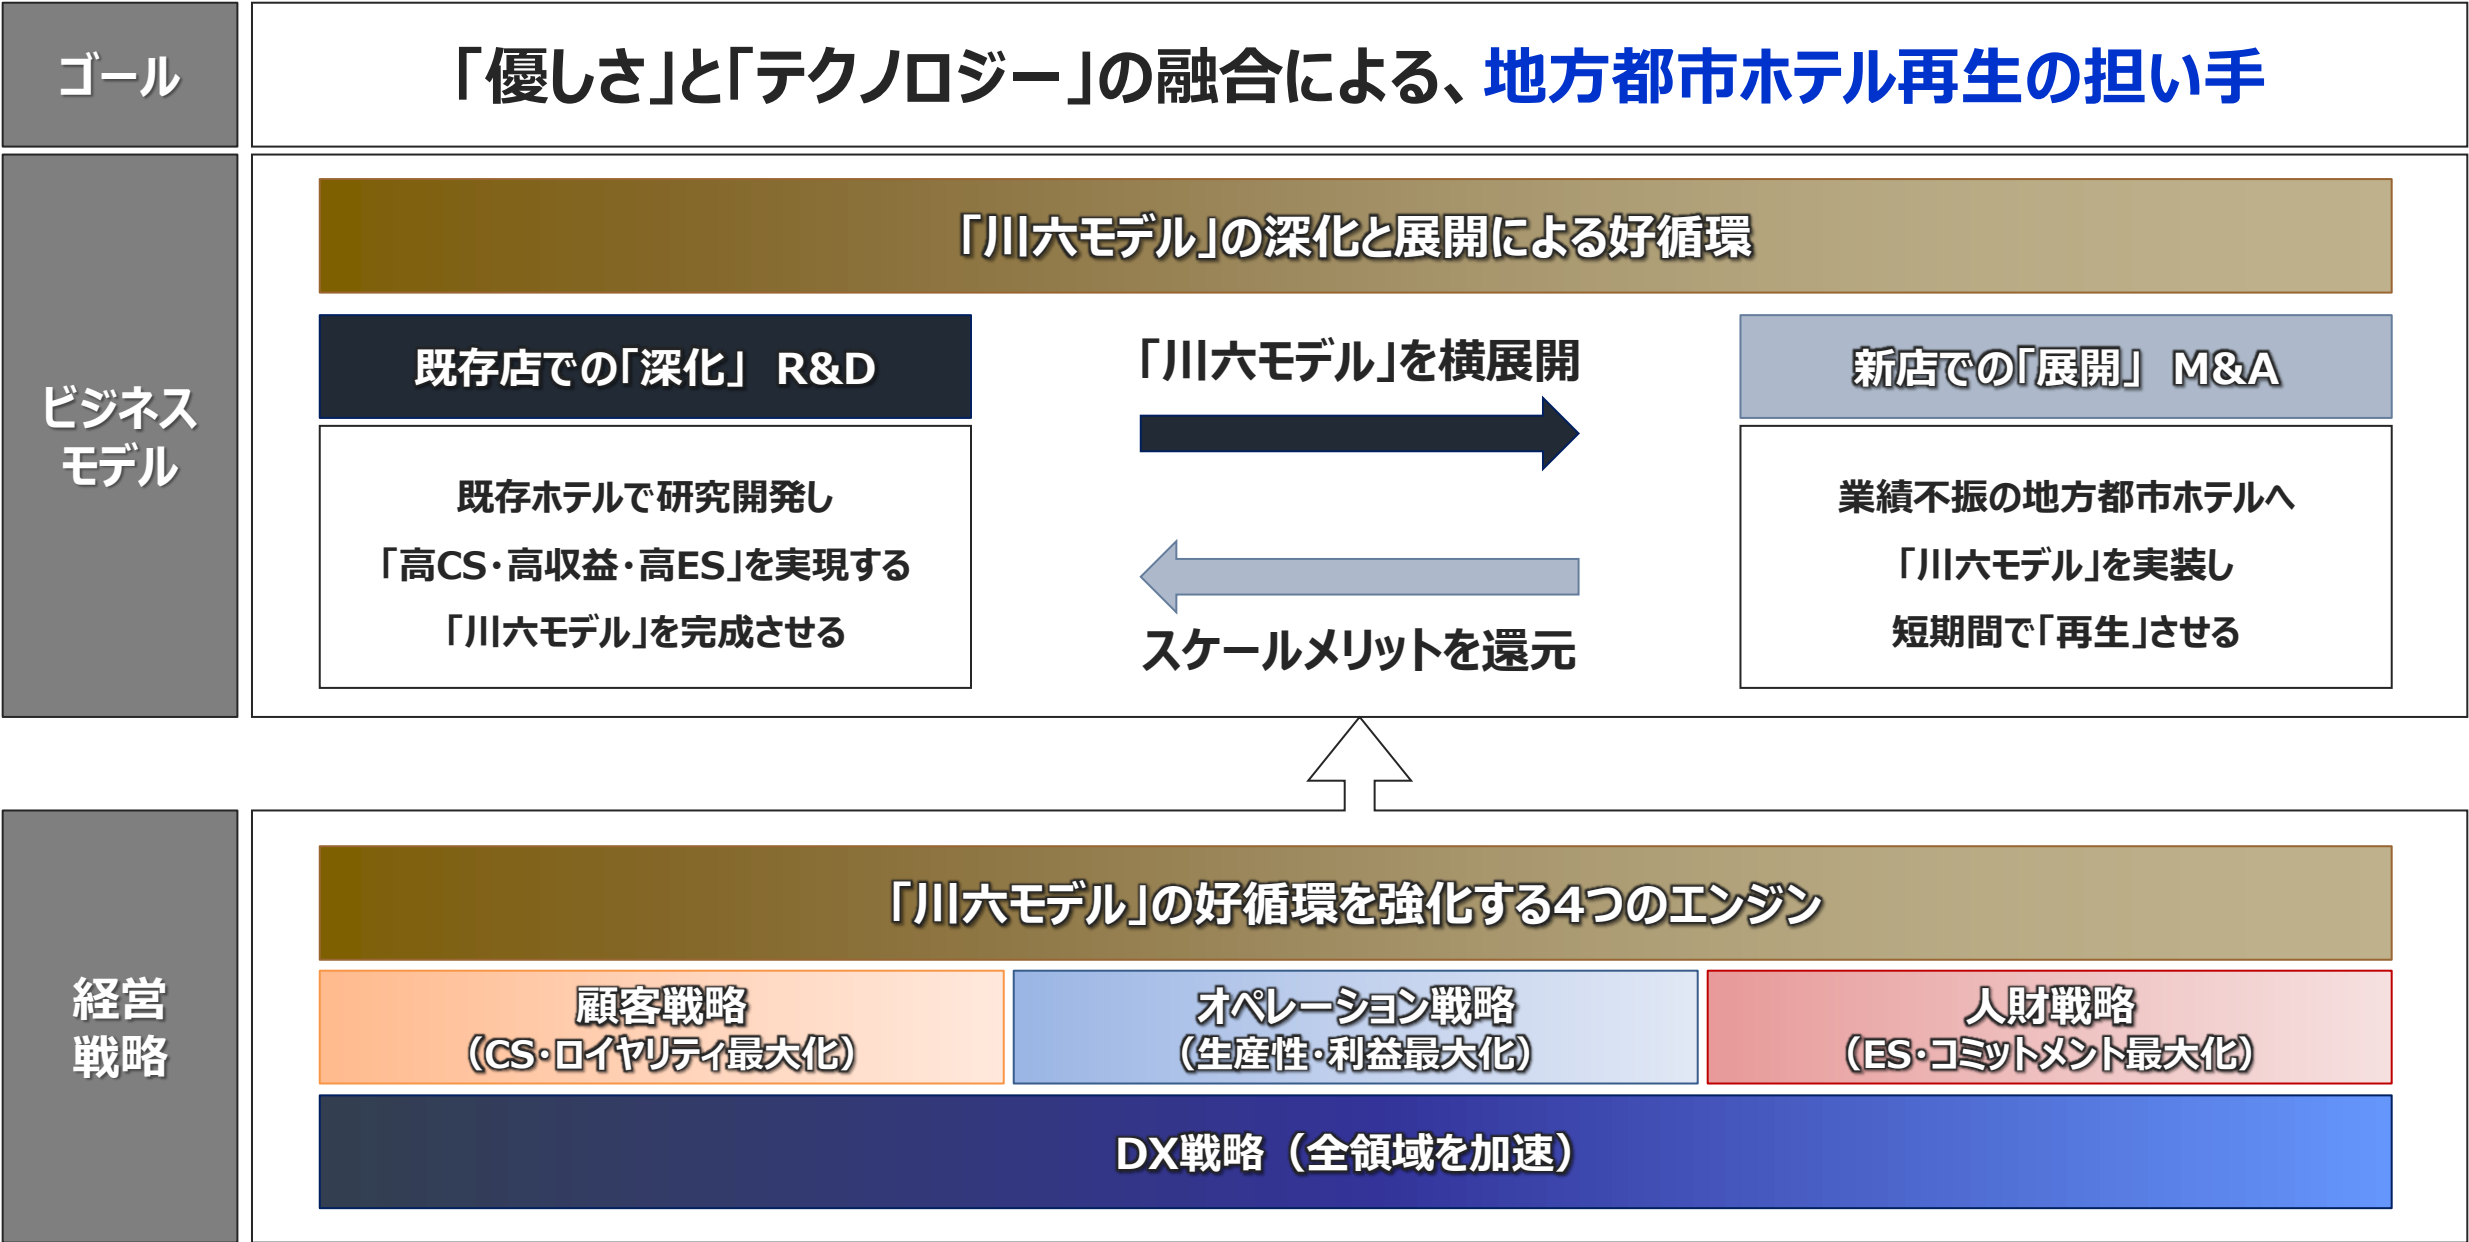 ゴール
「優しさ」と「テクノロジー」の融合による、地方都市ホテル再生の担い手
ビジネス
モデル
「川六モデル」の深化と展開による好循環
既存店での「深化」 R&D
既存ホテルで研究開発し
「高CS・高収益・高ES」を実現する
「川六モデル」を完成させる
「川六モデル」を横展開
スケールメリットを還元
新店での「展開」 M&A
業績不振の地方都市ホテルへ
「川六モデル」を実装し
短期間で「再生」させる
経営
戦略
「川六モデル」の好循環を強化する4つのエンジン
顧客戦略
（CS・ロイヤリティ最大化）
オペレーション戦略
（生産性・利益最大化）
人財戦略
（ES・コミットメント最大化）
DX戦略（全領域を加速）